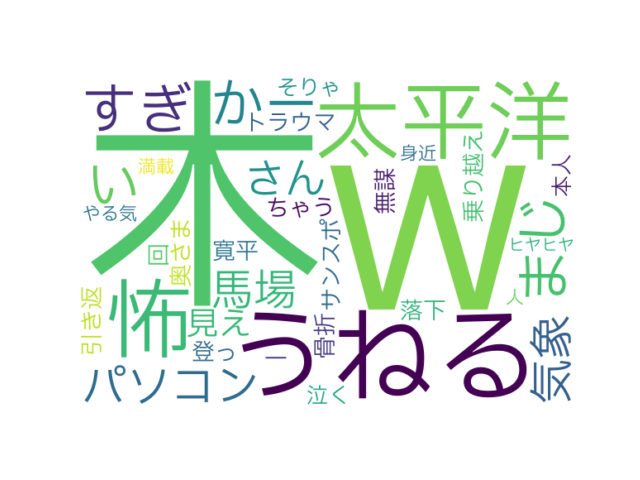 すぎ
かー
そりゃ
トラウマ
太平洋
木
W
い
満載
さん
やる気
ちゃう
無謀
身近
乗り越え
本人
まじ
ヒヤヒヤ
人
怖
回
奥さま
寛平
馬場
サンスポ
見え
引き返
登っ
一
骨折
落下
うねる
気象
パソコン
泣く